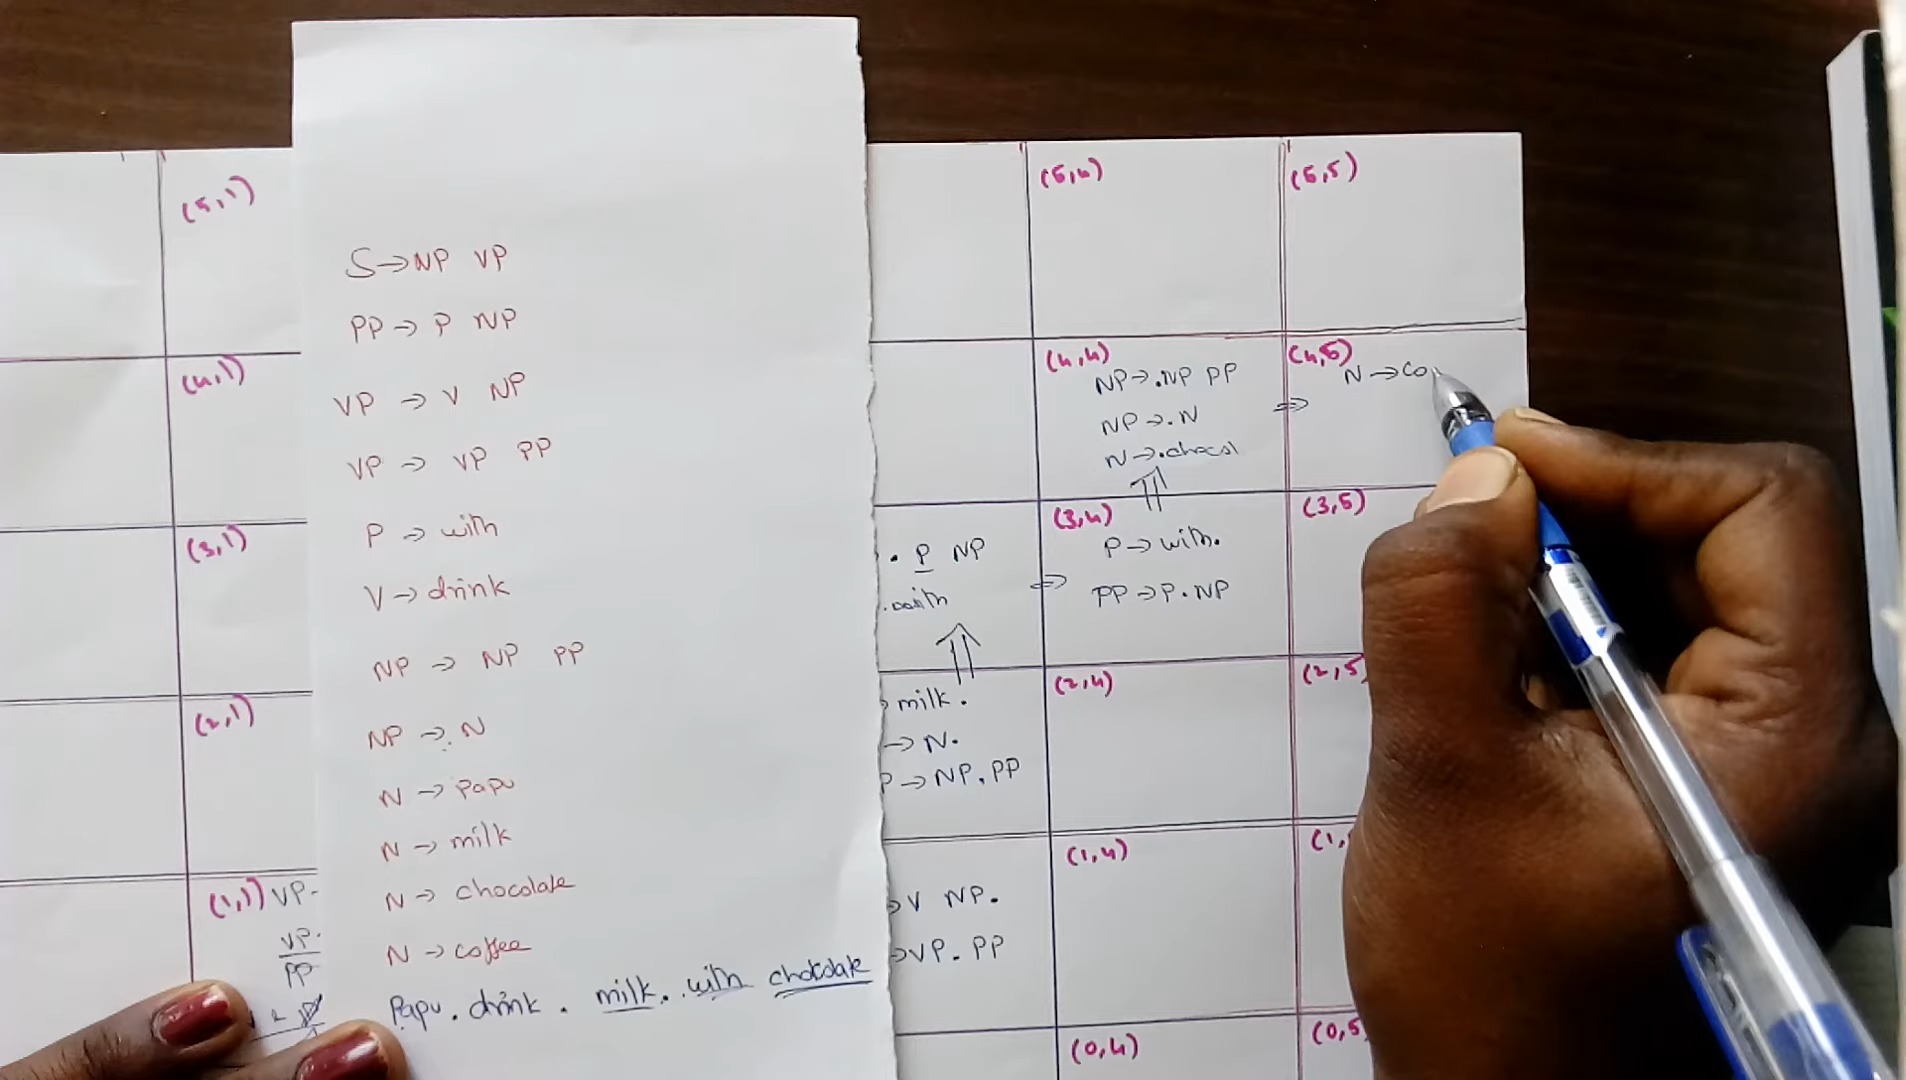 S→NP VP
PP→ P NP
VP → V NP
VP → VP PP
P → with
V → drink
NP → NP PP
NP →. N
N → Papu
N → milk
N → chocolate
N → coffee
Papu. drink. milk. .with chocolate
(5,1)
(4,1)
(3,1)
(2,1)
(1,1) VP-
VP.
PP
. P NP
.with
milk.
→ N.
P → NP. PP
→V NP.
→VP. PP
(5,4)
(4,4)
NP→.NP PP
NP→.N
N→.chocol
(3,4)
P→with.
PP→P.NP
(2,4)
(1,4)
(0,4)
(5,5)
(4,5)
N→Co
(3,5)
(2,5)
(1,
(0,5